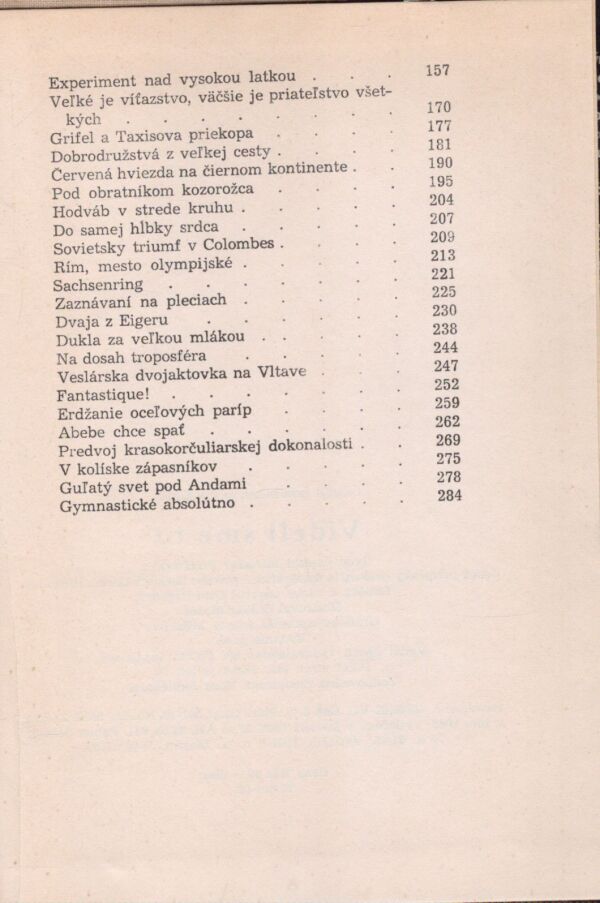 Experiment nad vysokou latkou . . . 157
Veľké je víťazstvo, väčšie je priateľstvo všet-
kých . . . . . . . 170
Grifel a Taxisova priekopa . . . . 177
Dobrodružstvá z veľkej cesty . . . . 181
Červená hviezda na čiernom kontinente . . 190
Pod obratníkom kozorožca . . . . 195
Hodváb v strede kruhu . . . . . 204
Do samej hĺbky srdca . . . . . 207
Sovietsky triumf v Colombes . . . . 209
Rím, mesto olympijské . . . . . 213
Sachsenring . . . . . . . 221
Zaznávaní na pleciach . . . . . 225
Dvaja z Eigeru . . . . . . 230
Dukla za veľkou mlákou . . . . . 238
Na dosah troposféra . . . . . 244
Veslárska dvojaktovka na Vltave . . . 247
Fantastique! . . . . . . . 252
Erdžanie oceľových paríp . . . . 259
Abebe chce spať . . . . . . 262
Predvoj krasokorčuliarskej dokonalosti . . 269
V kolíske zápasníkov . . . . . 275
Guľatý svet pod Andami . . . . 278
Gymnastické absolútno . . . . . 284